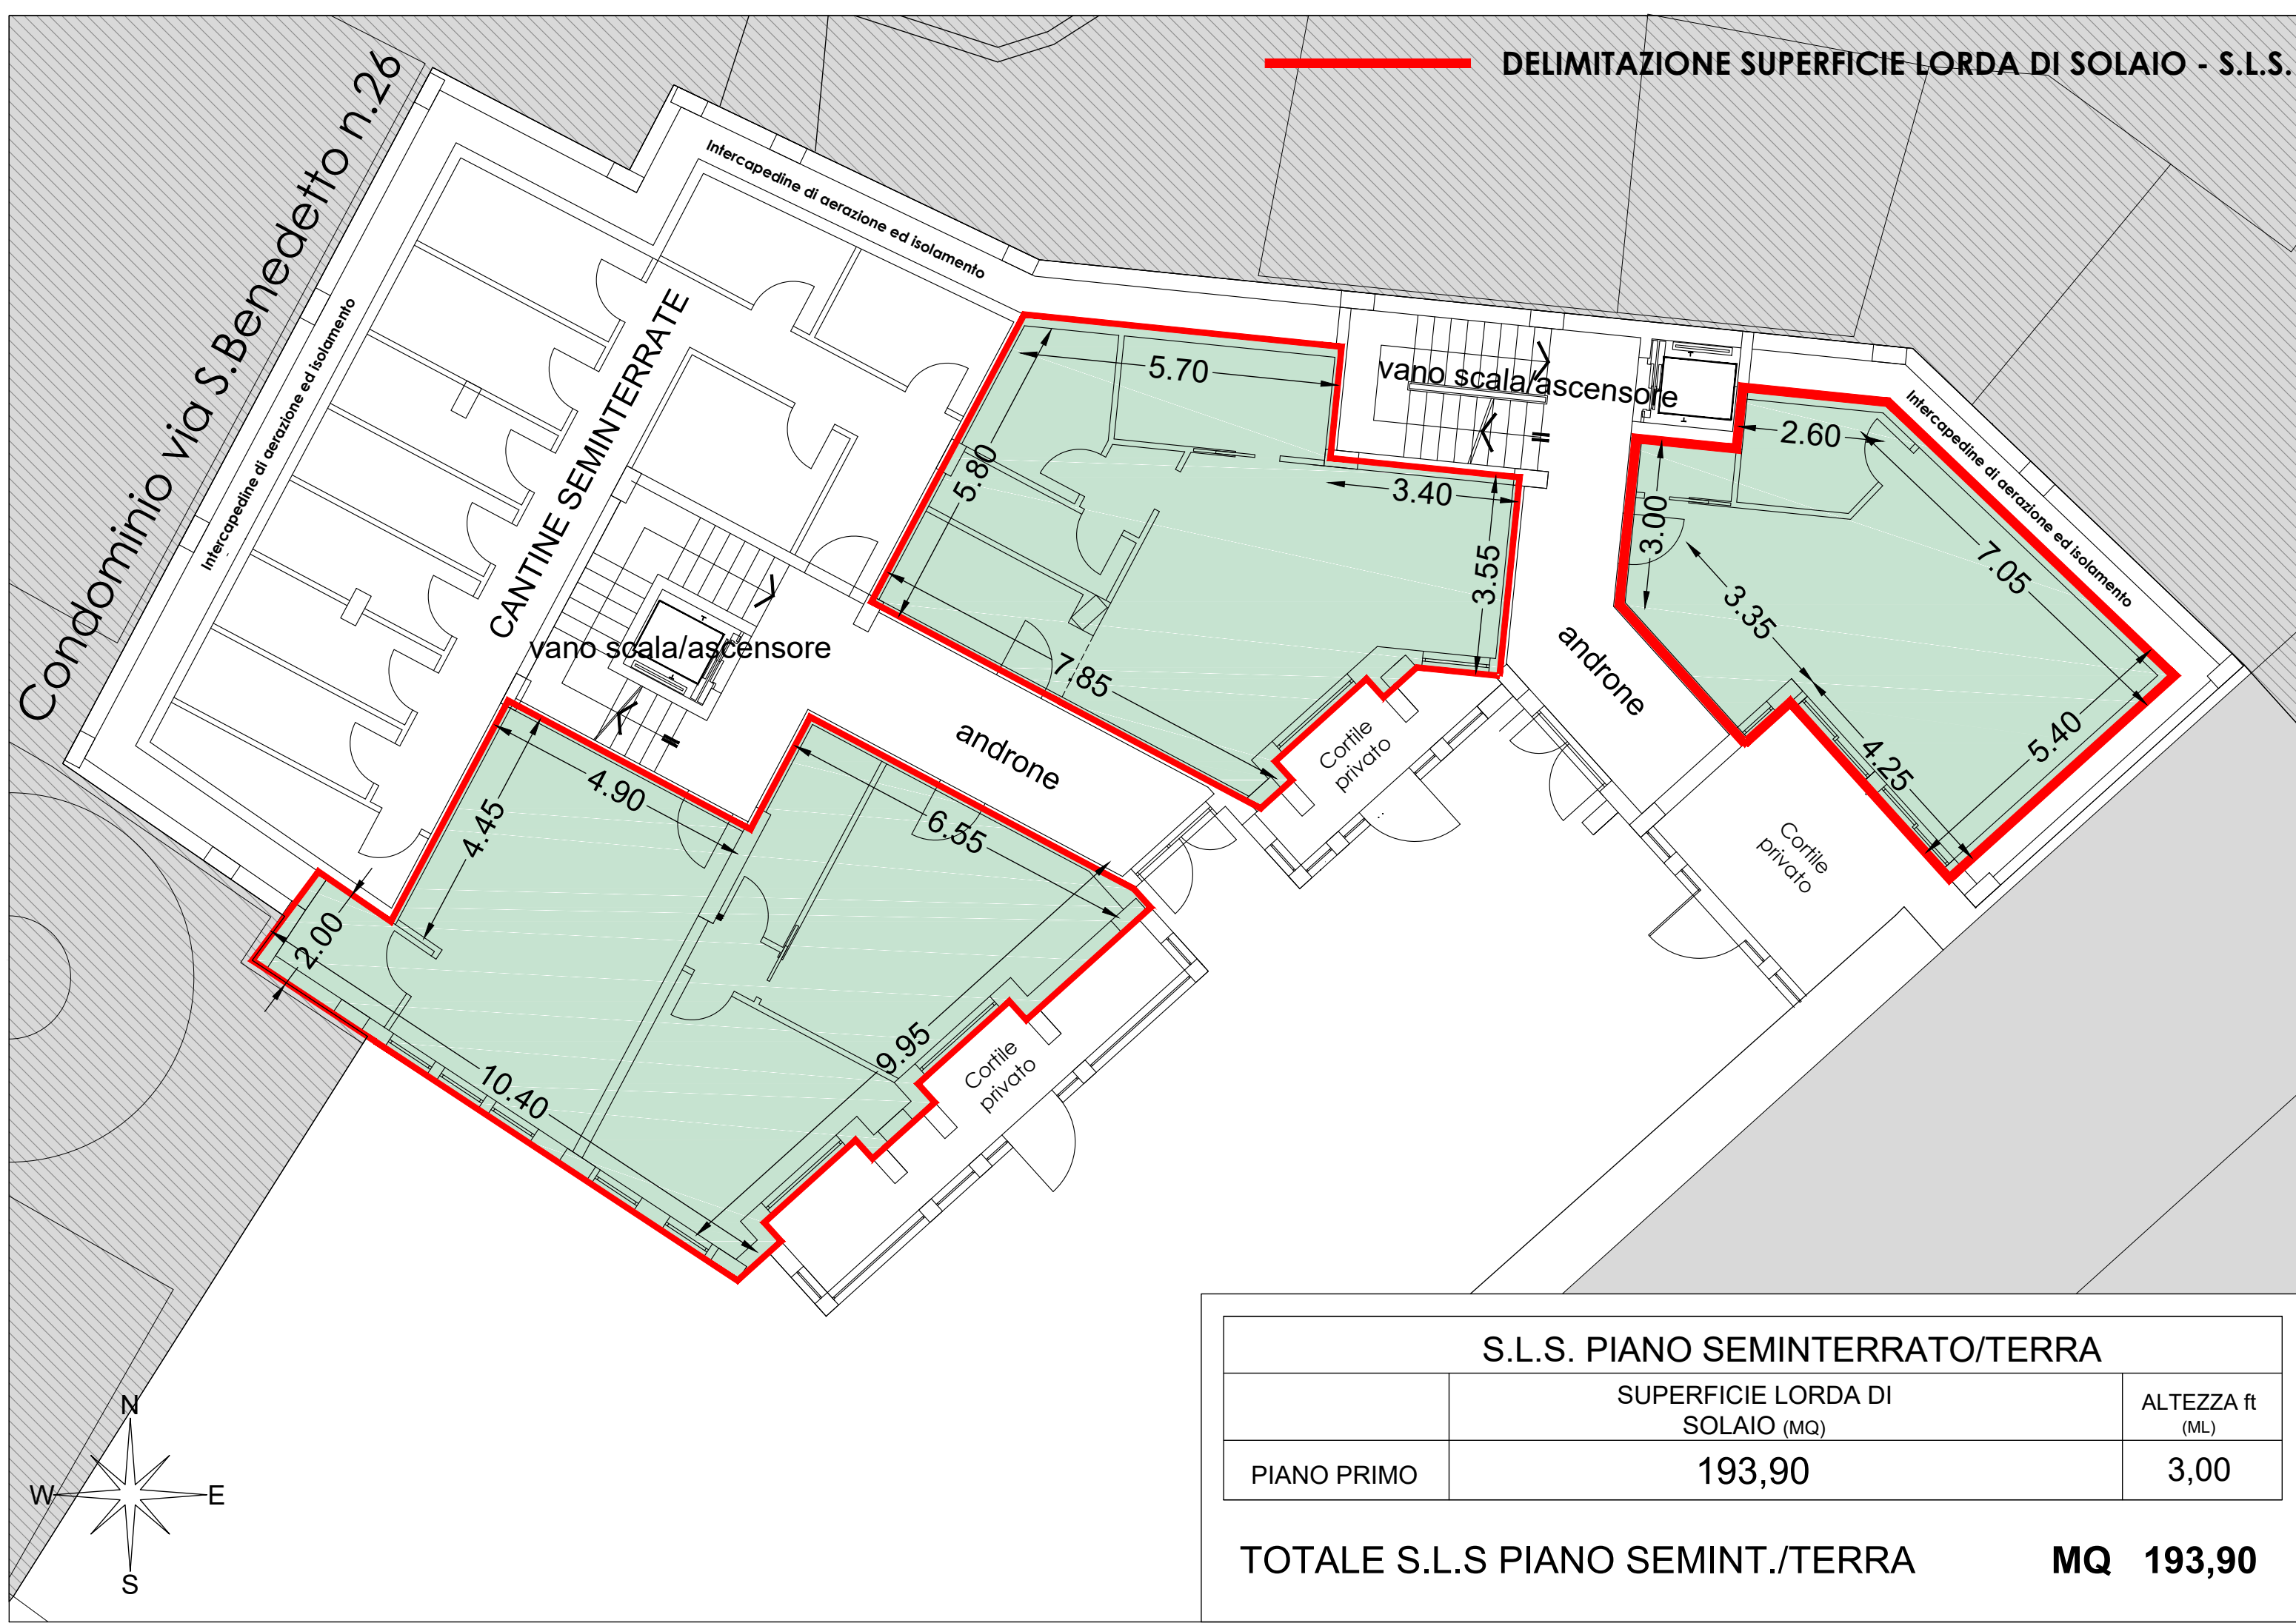 DELIMITAZIONE SUPERFICIE LORDA DI SOLAIO - S.L.S.
Condominio via S.Benedetto n.26
Intercapedine di aerazione ed isolamento
Intercapedine di aerazione ed isolamento
CANTINE SEMINTERRATE
5.70
vano scala/ascensore
2.60
Intercapedine di aerazione ed isolamento
5.80
3.40
3.00
3.55
7.05
3.35
vano scala/ascensore
7.85
androne
androne
Cortile
privato
4.25
5.40
4.90
4.45
6.55
Cortile
privato
2.00
9.95
Cortile
privato
10.40
S.L.S. PIANO SEMINTERRATO/TERRA
SUPERFICIE LORDA DI
SOLAIO (MQ)
ALTEZZA ft
(ML)
PIANO PRIMO
193,90
3,00
TOTALE S.L.S PIANO SEMINT./TERRA MQ 193,90
N
W
E
S